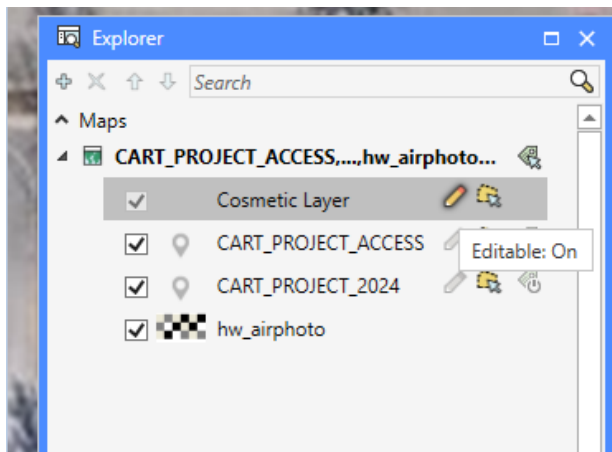 Explorer
Search
Maps
CART_PROJECT_ACCESS,...,hw_airphoto...
Cosmetic Layer
CART_PROJECT_ACCESS
Editable: On
CART_PROJECT_2024
hw_airphoto